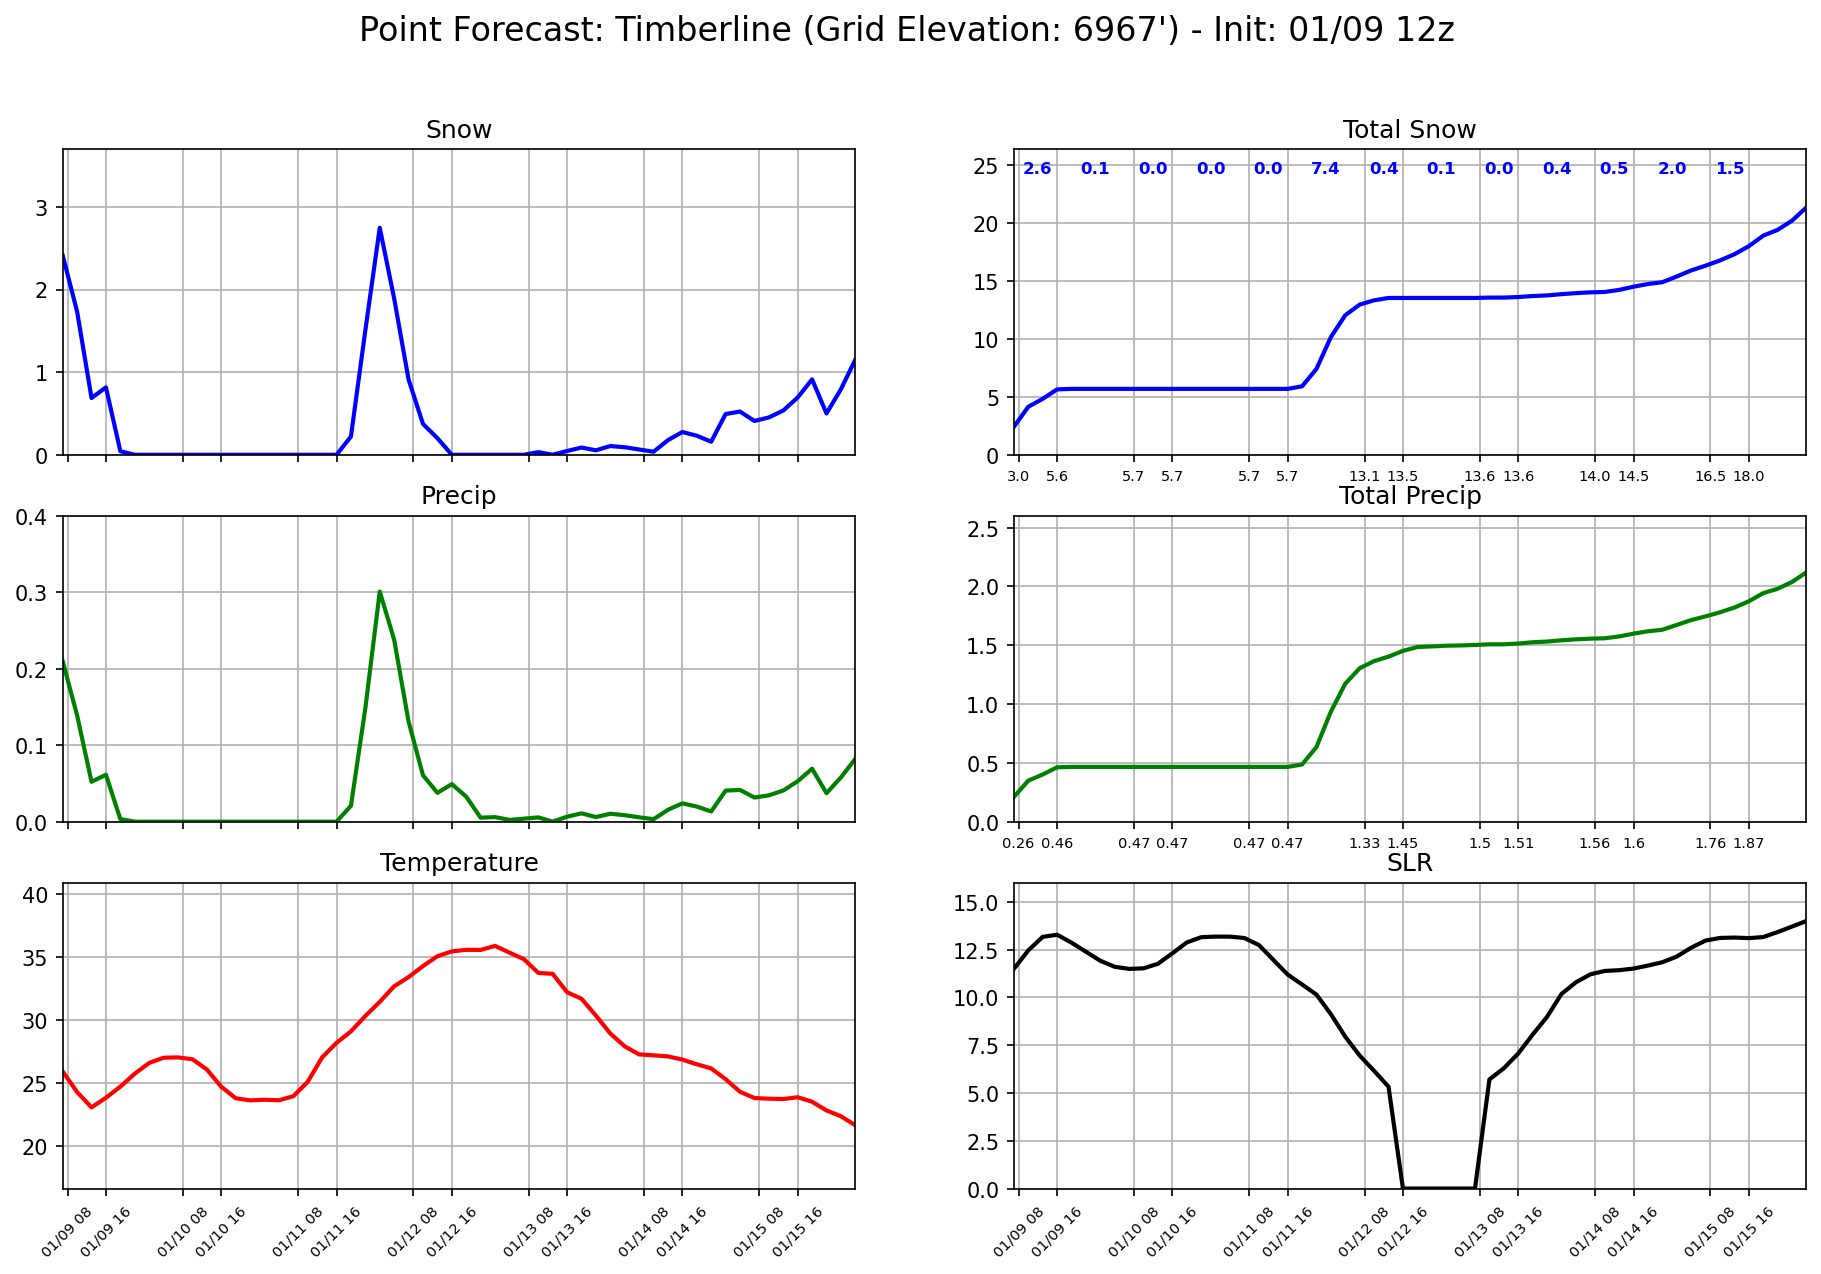 Point Forecast: Timberline (Grid Elevation: 6967') - Init: 01/09 12z
Snow
3
2
1
0
Total Snow
25
20
15
10
5
0
2.6 0.1 0.0 0.0 0.0 7.4 0.4 0.1 0.0 0.4 0.5 2.0 1.5
3.0 5.6 5.7 5.7 5.7 5.7 13.1 13.5 13.6 13.6 14.0 14.5 16.5 18.0
Precip
0.4
0.3
0.2
0.1
0.0
Total Precip
2.5
2.0
1.5
1.0
0.5
0.0
0.26 0.46 0.47 0.47 0.47 0.47 1.33 1.45 1.5 1.51 1.56 1.6 1.76 1.87
Temperature
40
35
30
25
20
01/09 08 01/09 16 01/10 08 01/10 16 01/11 08 01/11 16 01/12 08 01/12 16 01/13 08 01/13 16 01/14 08 01/14 16 01/15 08 01/15 16
SLR
15.0
12.5
10.0
7.5
5.0
2.5
0.0
01/09 08 01/09 16 01/10 08 01/10 16 01/11 08 01/11 16 01/12 08 01/12 16 01/13 08 01/13 16 01/14 08 01/14 16 01/15 08 01/15 16